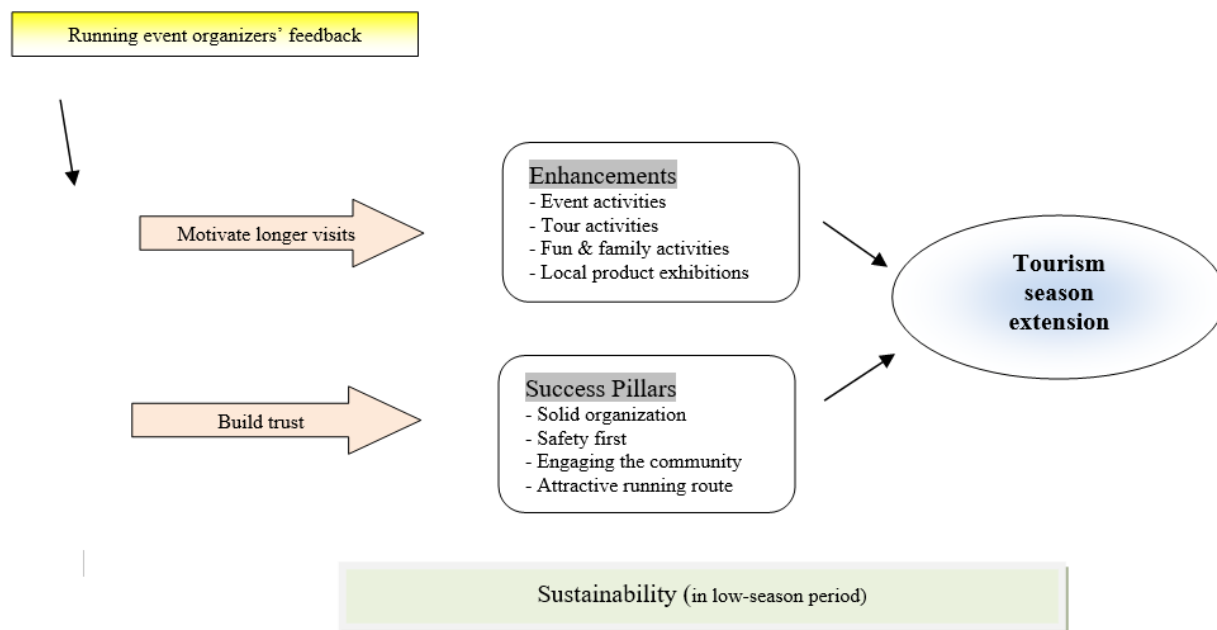 Running event organizers’ feedback
Motivate longer visits
Enhancements
- Event activities
- Tour activities
- Fun & family activities
- Local product exhibitions
Tourism
season
extension
Build trust
Success Pillars
- Solid organization
- Safety first
- Engaging the community
- Attractive running route
Sustainability (in low-season period)